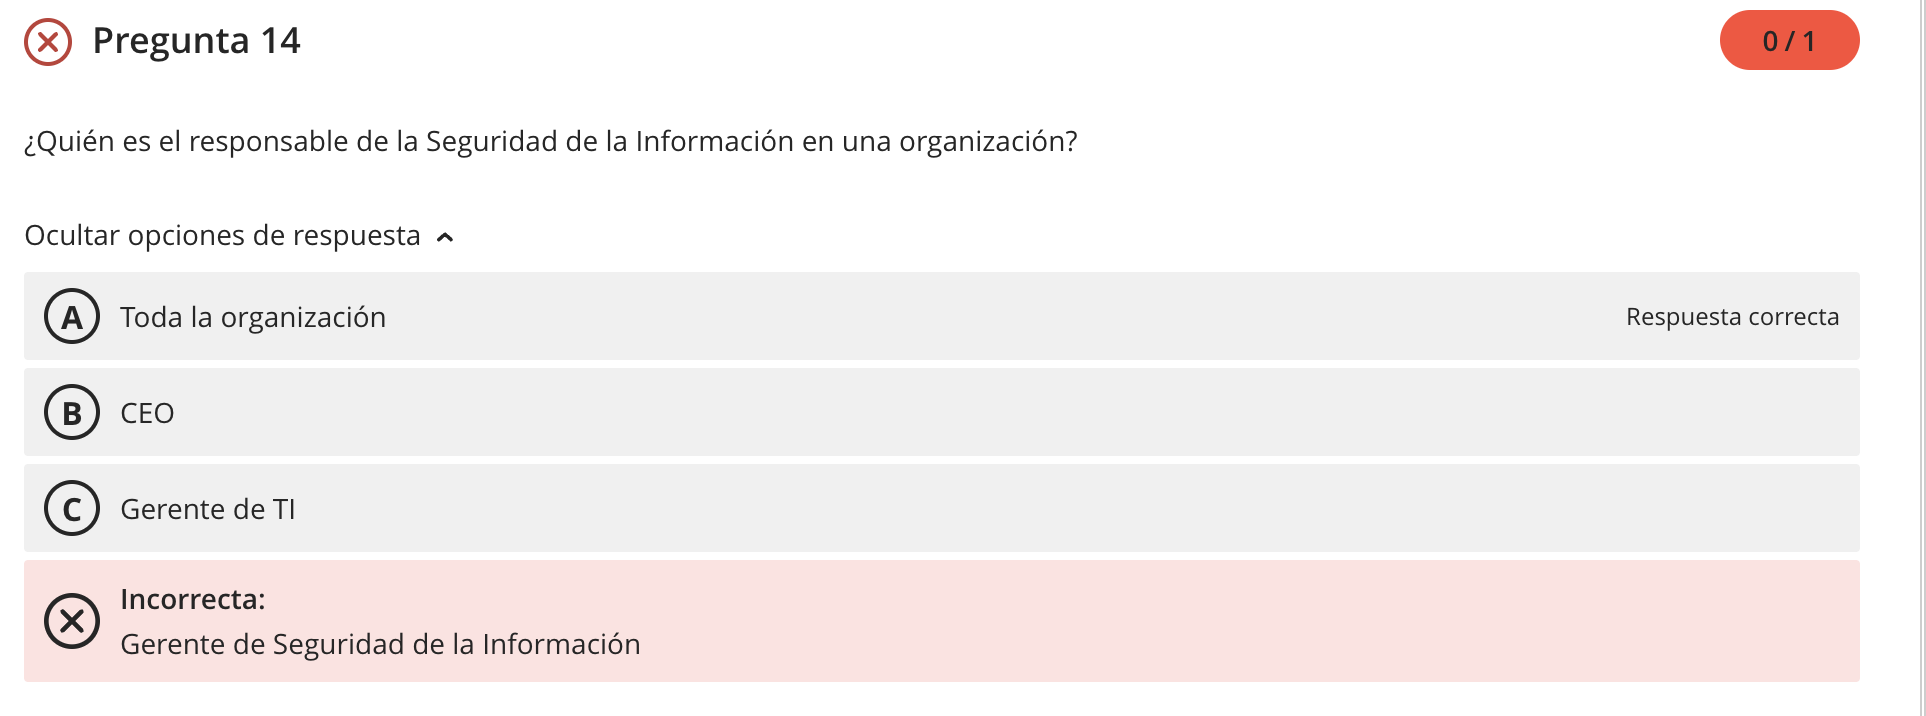 Pregunta 14
0 / 1
¿Quién es el responsable de la Seguridad de la Información en una organización?
Ocultar opciones de respuesta
A Toda la organización Respuesta correcta
B CEO
C Gerente de TI
Incorrecta:
Gerente de Seguridad de la Información